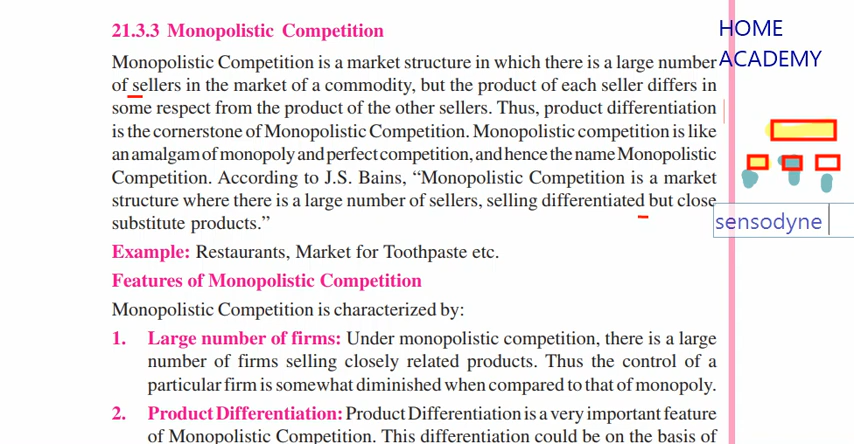 21.3.3 Monopolistic Competition
Monopolistic Competition is a market structure in which there is a large number
of sellers in the market of a commodity, but the product of each seller differs in
some respect from the product of the other sellers. Thus, product differentiation
is the cornerstone of Monopolistic Competition. Monopolistic competition is like
an amalgam of monopoly and perfect competition, and hence the name Monopolistic
Competition. According to J.S. Bains, “Monopolistic Competition is a market
structure where there is a large number of sellers, selling differentiated but close
substitute products.”
Example: Restaurants, Market for Toothpaste etc.
Features of Monopolistic Competition
Monopolistic Competition is characterized by:
1. Large number of firms: Under monopolistic competition, there is a large
number of firms selling closely related products. Thus the control of a
particular firm is somewhat diminished when compared to that of monopoly.
2. Product Differentiation: Product Differentiation is a very important feature
of Monopolistic Competition. This differentiation could be on the basis of
HOME
ACADEMY
sensodyne